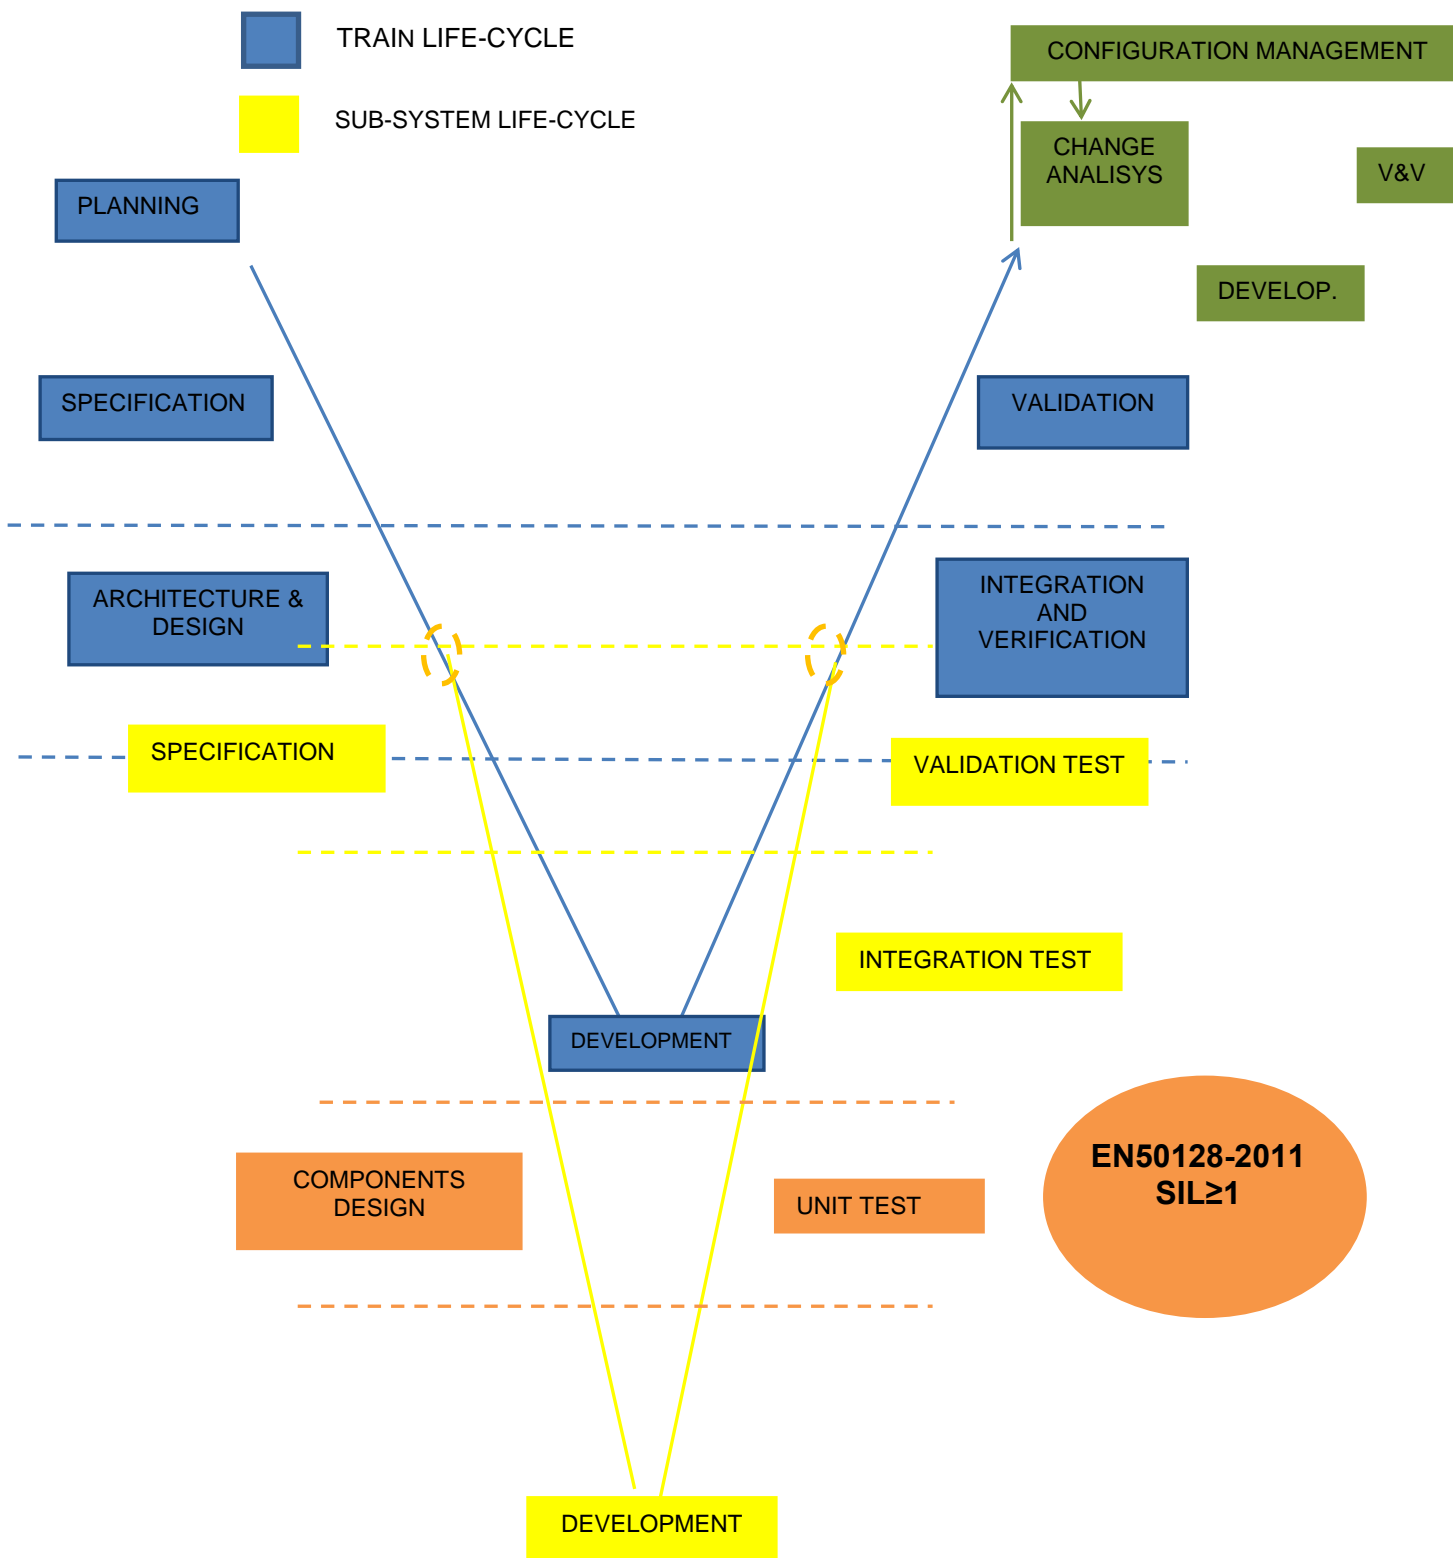 TRAIN LIFE-CYCLE
CONFIGURATION MANAGEMENT
SUB-SYSTEM LIFE-CYCLE
CHANGE
ANALISYS
V&V
PLANNING
DEVELOP.
SPECIFICATION
VALIDATION
ARCHITECTURE &
DESIGN
INTEGRATION
AND
VERIFICATION
SPECIFICATION
VALIDATION TEST
INTEGRATION TEST
DEVELOPMENT
COMPONENTS
DESIGN
UNIT TEST
EN50128-2011
SIL≥1
DEVELOPMENT